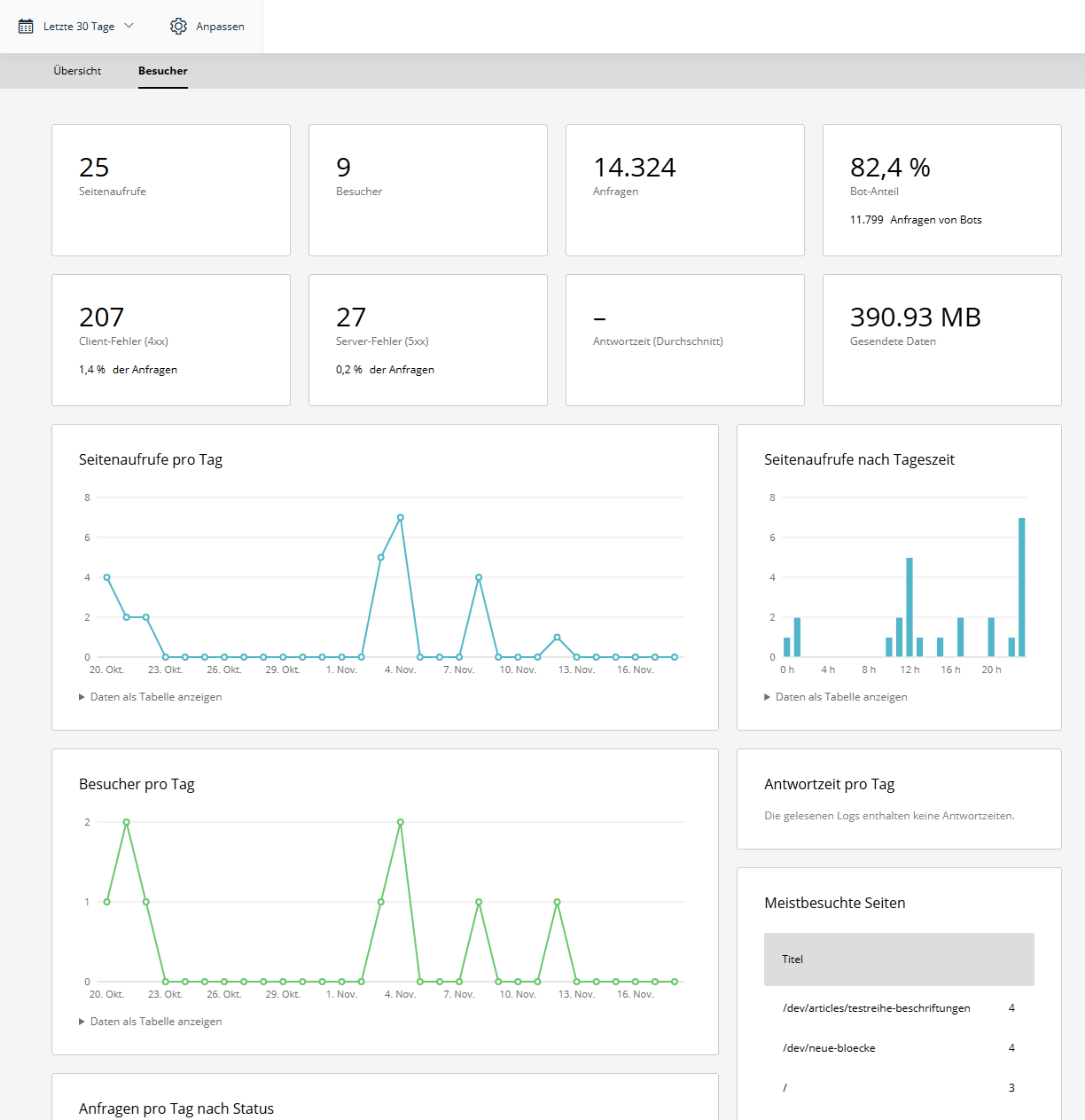 Letzte 30 Tage
Anpassen
Übersicht
Besucher
25
Seitenaufrufe
9
Besucher
14.324
Anfragen
82,4 %
Bot-Anteil
11.799 Anfragen von Bots
207
Client-Fehler (4xx)
1,4 % der Anfragen
27
Server-Fehler (5xx)
0,2 % der Anfragen
–
Antwortzeit (Durchschnitt)
390.93 MB
Gesendete Daten
Seitenaufrufe pro Tag
8
6
4
2
0
20. Okt. 23. Okt. 26. Okt. 29. Okt. 1. Nov. 4. Nov. 7. Nov. 10. Nov. 13. Nov. 16. Nov.
Daten als Tabelle anzeigen
Seitenaufrufe nach Tageszeit
8
6
4
2
0
0 h 4 h 8 h 12 h 16 h 20 h
Daten als Tabelle anzeigen
Besucher pro Tag
2
1
0
20. Okt. 23. Okt. 26. Okt. 29. Okt. 1. Nov. 4. Nov. 7. Nov. 10. Nov. 13. Nov. 16. Nov.
Daten als Tabelle anzeigen
Antwortzeit pro Tag
Die gelesenen Logs enthalten keine Antwortzeiten.
Meistbesuchte Seiten
Titel
/dev/articles/testreihe-beschriftungen 4
/dev/neue-bloecke 4
/ 3
Anfragen pro Tag nach Status